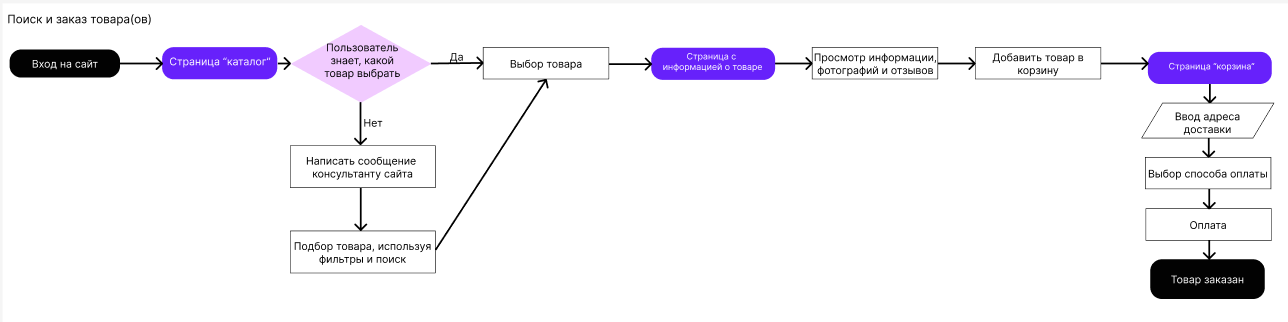 Поиск и заказ товара(ов)
Вход на сайт
Страница "каталог"
Пользователь
знает, какой
товар выбрать
Да
Нет
Написать сообщение
консультанту сайта
Подбор товара, используя
фильтры и поиск
Выбор товара
Страница с
информацией о товаре
Просмотр информации,
фотографий и отзывов
Добавить товар в
корзину
Страница "корзина"
Ввод адреса
доставки
Выбор способа оплаты
Оплата
Товар заказан